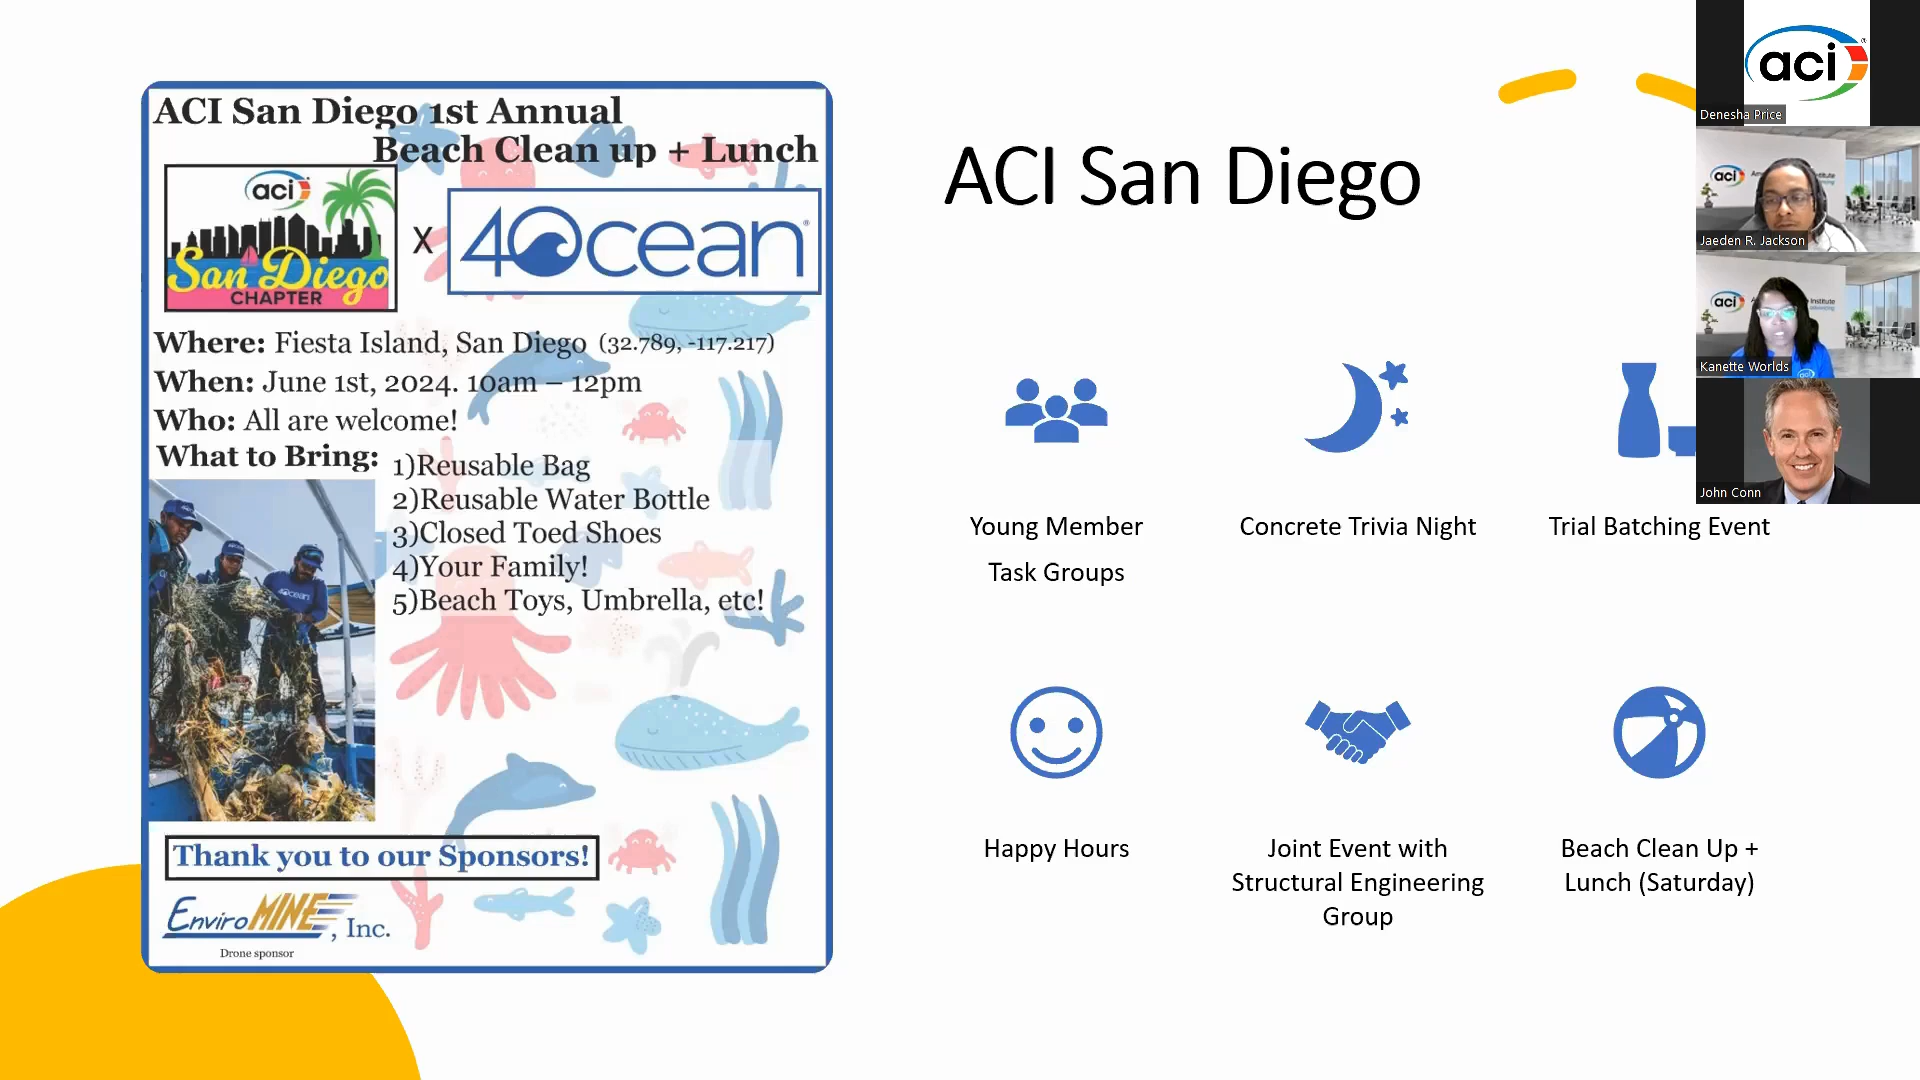 ACI San Diego 1st Annual
Beach Clean up + Lunch
aci
San Diego
CHAPTER
X
4Ocean®
Where: Fiesta Island, San Diego (32.789, -117.217)
When: June 1st, 2024. 10am – 12pm
Who: All are welcome!
What to Bring:
1)Reusable Bag
2)Reusable Water Bottle
3)Closed Toed Shoes
4)Your Family!
5)Beach Toys, Umbrella, etc!
4Ocean
Thank you to our Sponsors!
EnviroMINE, Inc.
Drone sponsor
ACI San Diego
Young Member
Task Groups
Concrete Trivia Night
Trial Batching Event
Happy Hours
Joint Event with
Structural Engineering
Group
Beach Clean Up +
Lunch (Saturday)
aci
Denesha Price
aci
Jaeden R. Jackson
aci
Kanette Worlds
John Conn